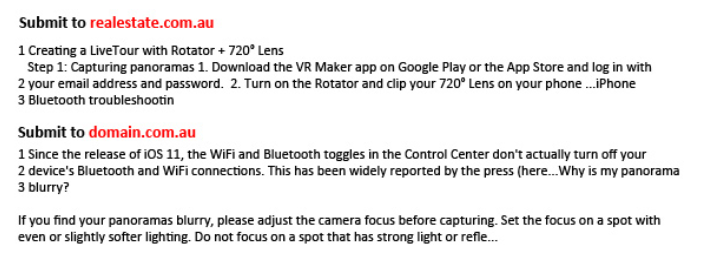 Submit to realestate.com.au
1 Creating a LiveTour with Rotator + 720° Lens
Step 1: Capturing panoramas 1. Download the VR Maker app on Google Play or the App Store and log in with
2 your email address and password.  2. Turn on the Rotator and clip your 720° Lens on your phone ...iPhone
3 Bluetooth troubleshootin
Submit to domain.com.au
1 Since the release of iOS 11, the WiFi and Bluetooth toggles in the Control Center don't actually turn off your
2 device's Bluetooth and WiFi connections. This has been widely reported by the press (here...Why is my panorama
3 blurry?
If you find your panoramas blurry, please adjust the camera focus before capturing. Set the focus on a spot with
even or slightly softer lighting. Do not focus on a spot that has strong light or refle...